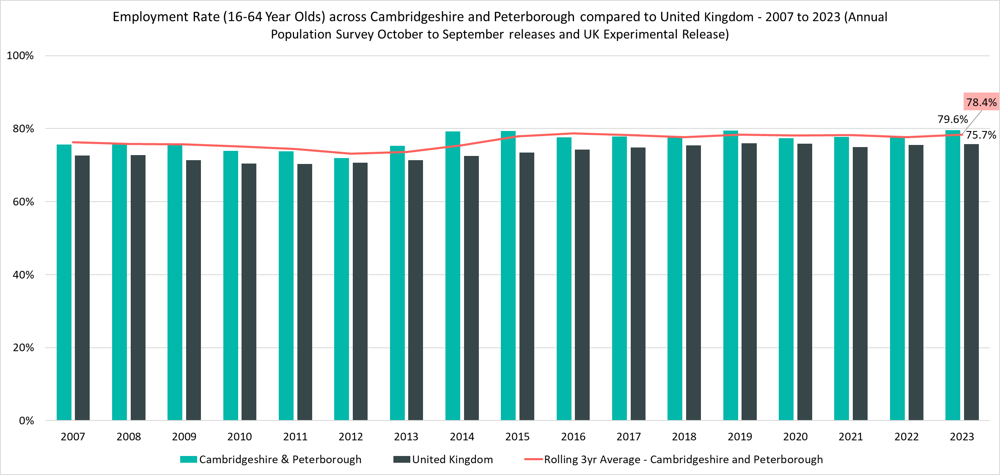 Employment Rate (16-64 Year Olds) across Cambridgeshire and Peterborough compared to United Kingdom - 2007 to 2023 (Annual
Population Survey October to September releases and UK Experimental Release)
100%
80%
60%
40%
20%
0%
78.4%
79.6%
75.7%
2007 2008 2009 2010 2011 2012 2013 2014 2015 2016 2017 2018 2019 2020 2021 2022 2023
Cambridgeshire & Peterborough United Kingdom Rolling 3yr Average - Cambridgeshire and Peterborough